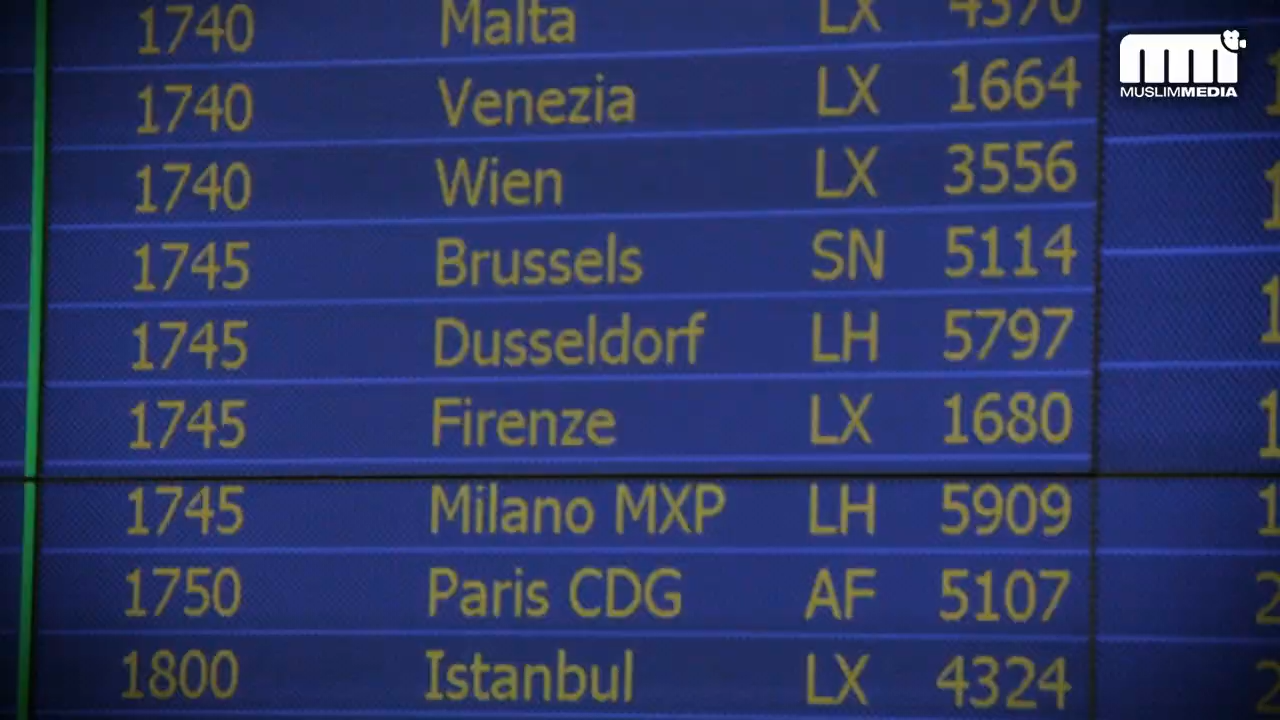 1740 Malta LX 4370
1740 Venezia LX 1664
1740 Wien LX 3556
1745 Brussels SN 5114
1745 Dusseldorf LH 5797
1745 Firenze LX 1680
1745 Milano MXP LH 5909
1750 Paris CDG AF 5107
1800 Istanbul LX 4324
MUSLIMMEDIA